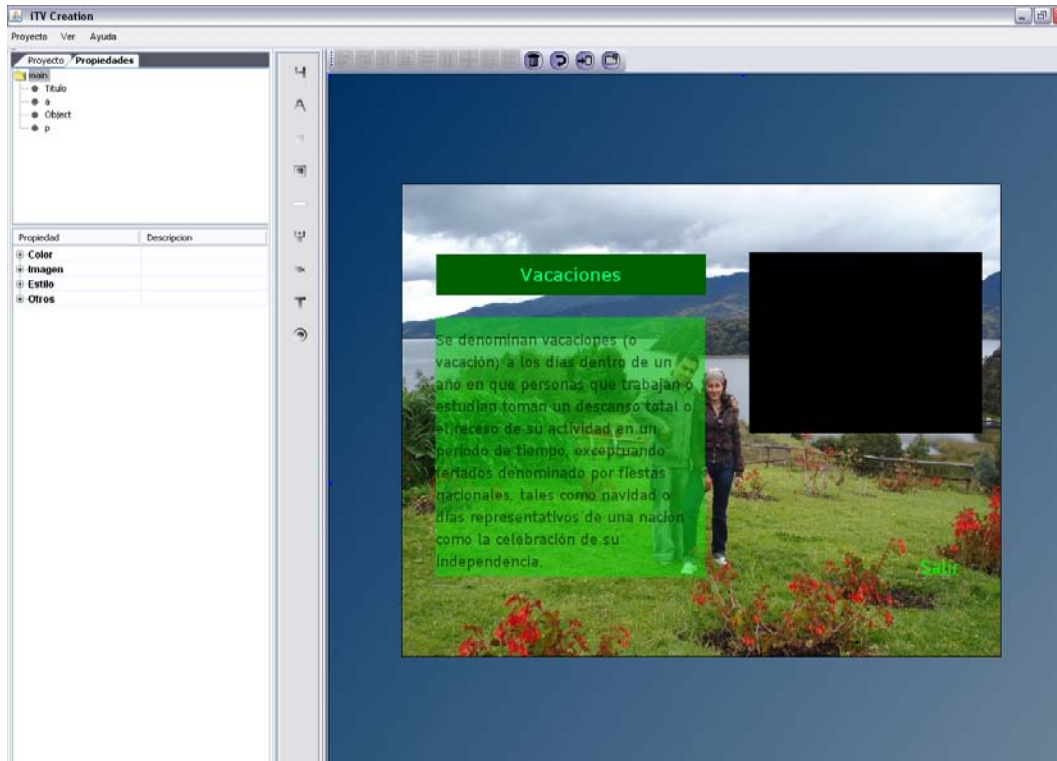 iTV Creation
Proyecto Ver Ayuda
Proyecto Propiedades
main
Titulo
a
Object
p
Propiedad Descripcion
Color
Imagen
Estilo
Otros
Vacaciones
Se denominan vacaciones (o
vacación) a los días dentro de un
año en que personas que trabajan o
estudian toman un descanso total o
el receso de su actividad en un
período de tiempo, exceptuando
feriados denominado por fiestas
nacionales, tales como navidad o
días representativos de una nación
como la celebración de su
independencia.
Salir